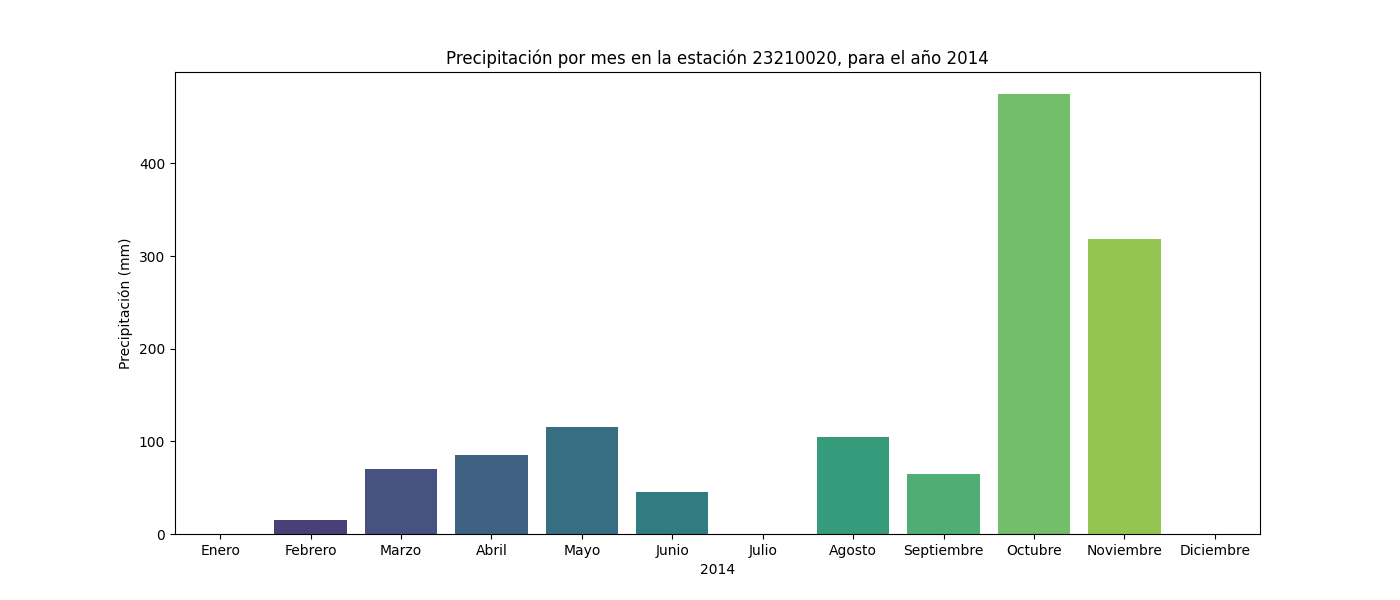 Precipitación por mes en la estación 23210020, para el año 2014
Precipitación (mm)
400
300
200
100
0
Enero Febrero Marzo Abril Mayo Junio Julio Agosto Septiembre Octubre Noviembre Diciembre
2014